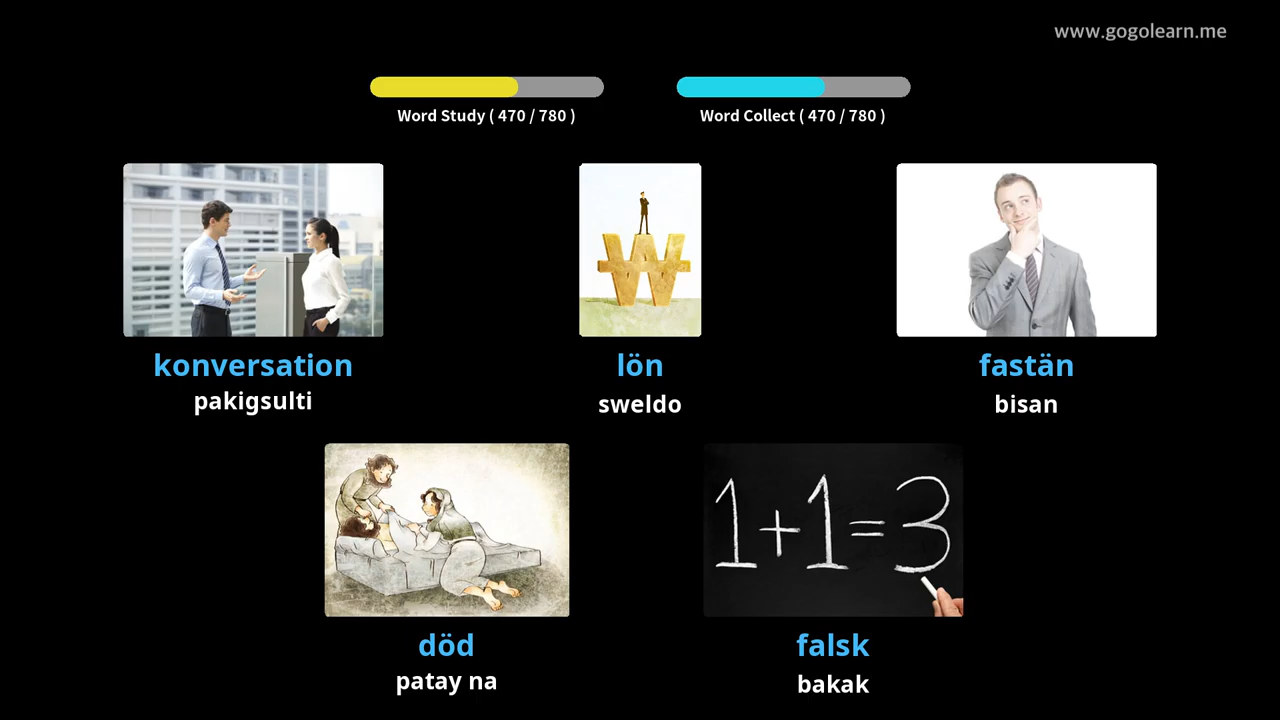 www.gogolearn.me
Word Study ( 470 / 780 )
Word Collect ( 470 / 780 )
konversation
pakigsulti
lön
sweldo
fastän
bisan
död
patay na
1+1=3
falsk
bakak